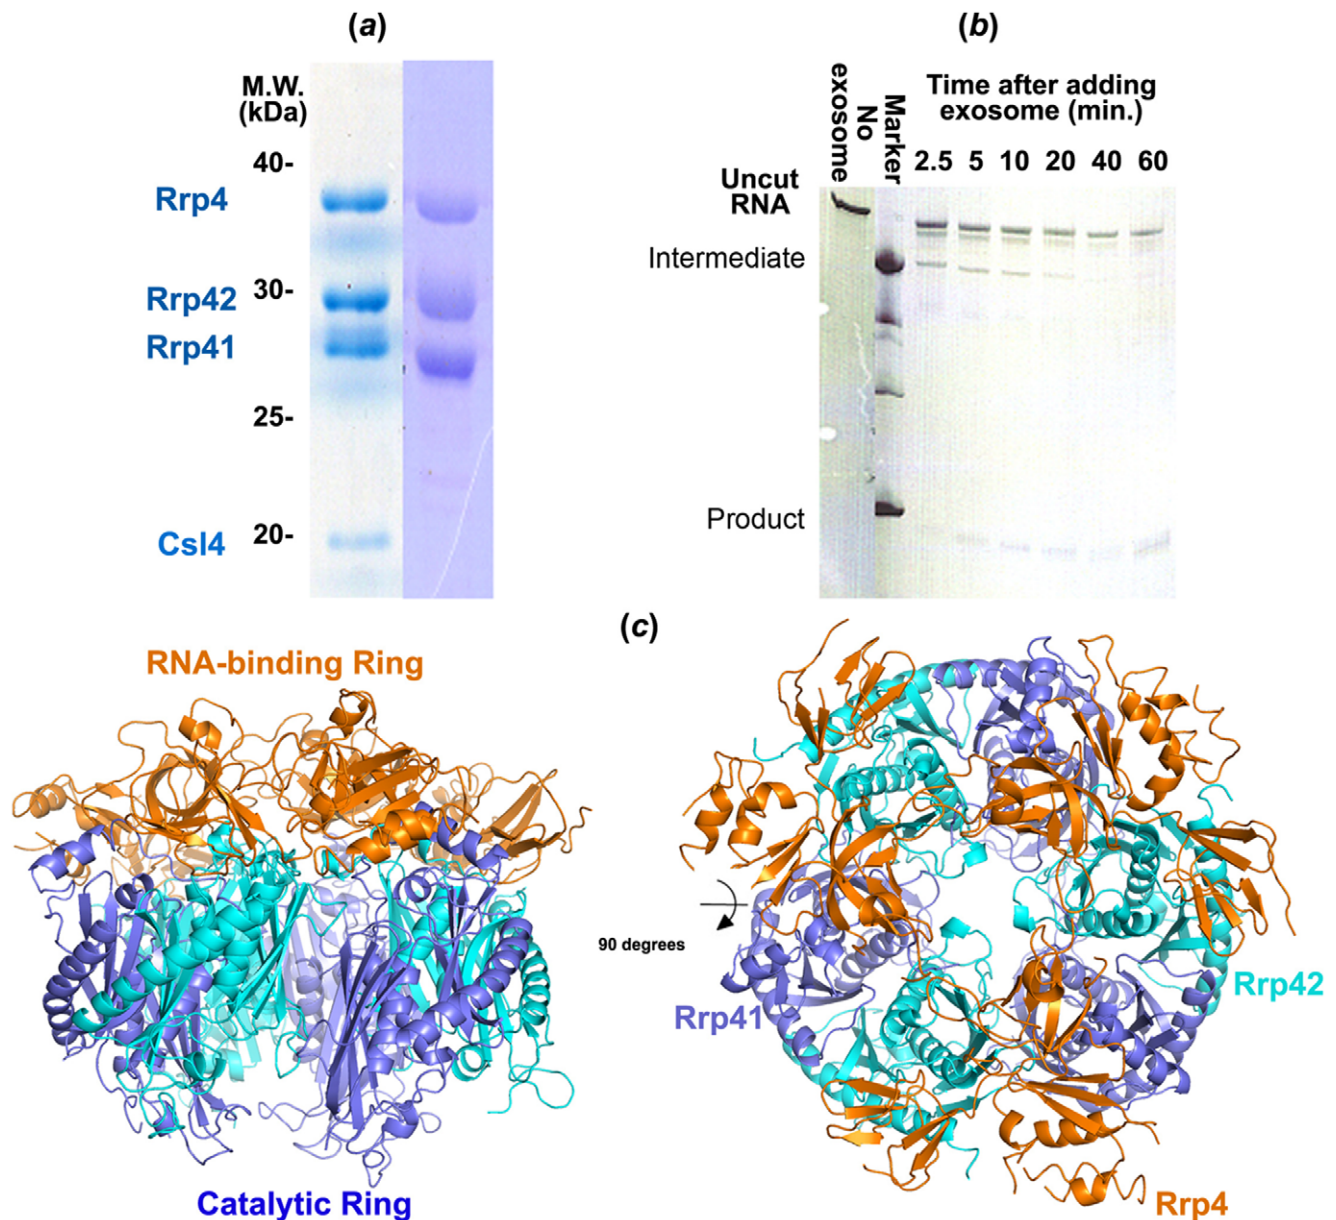 (a)
M.W.
(kDa)
40-
Rrp4
30-
Rrp42
Rrp41
25-
20-
Csl4
(b)
No
exosome
Marker
Time after adding
exosome (min.)
2.5 5 10 20 40 60
Uncut
RNA
Intermediate
Product
(c)
RNA-binding Ring
Catalytic Ring
90 degrees
Rrp41
Rrp42
Rrp4